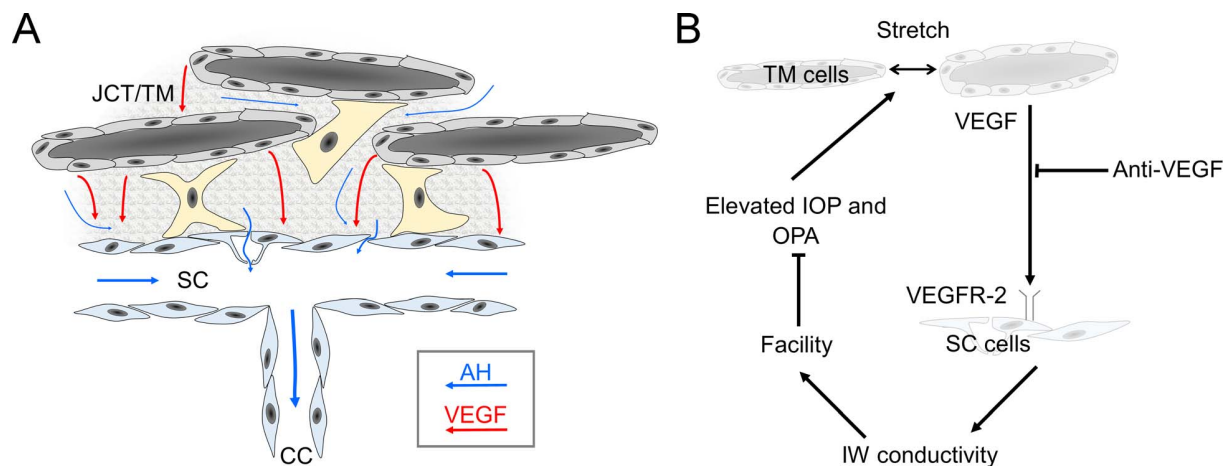 A
JCT/TM
SC
CC
AH
VEGF
B
Stretch
TM cells
VEGF
Anti-VEGF
Elevated IOP and
OPA
VEGFR-2
Facility
SC cells
IW conductivity